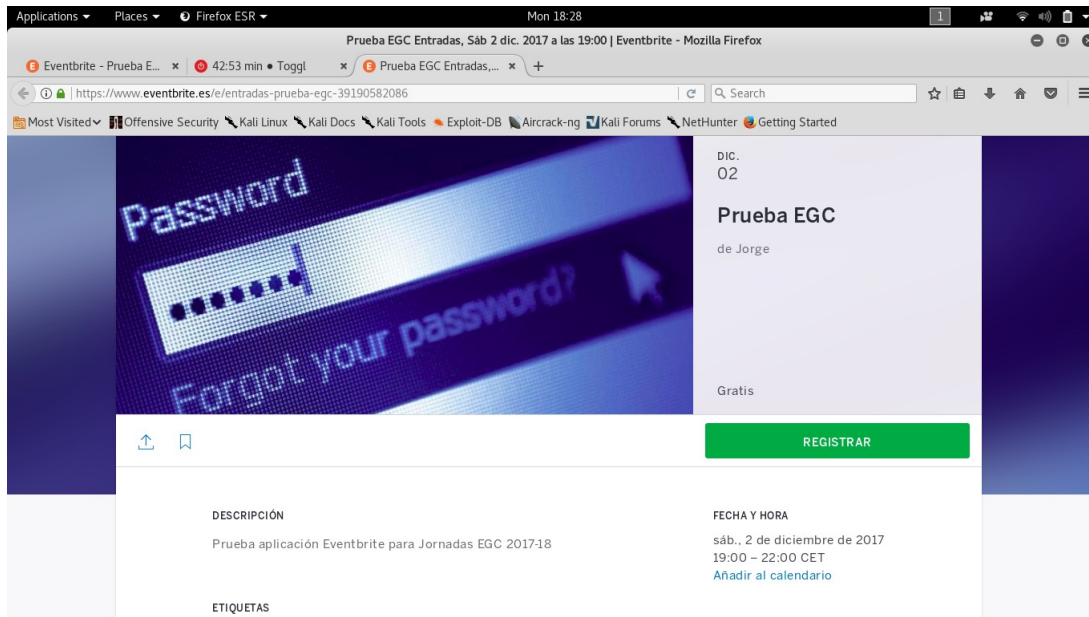 Applications Places Firefox ESR Mon 18:28 1
Prueba EGC Entradas, Sáb 2 dic. 2017 a las 19:00 | Eventbrite - Mozilla Firefox
Eventbrite - Prueba E... 42:53 min • Toggl Prueba EGC Entradas,...
https://www.eventbrite.es/e/entradas-prueba-egc-39190582086 Search
Most Visited Offensive Security Kali Linux Kali Docs Kali Tools Exploit-DB Aircrack-ng Kali Forums NetHunter Getting Started
Password
Forgot your password?
DIC.
02
Prueba EGC
de Jorge
Gratis
REGISTRAR
DESCRIPCIÓN
Prueba aplicación Eventbrite para Jornadas EGC 2017-18
FECHA Y HORA
sáb., 2 de diciembre de 2017
19:00 – 22:00 CET
Añadir al calendario
ETIQUETAS